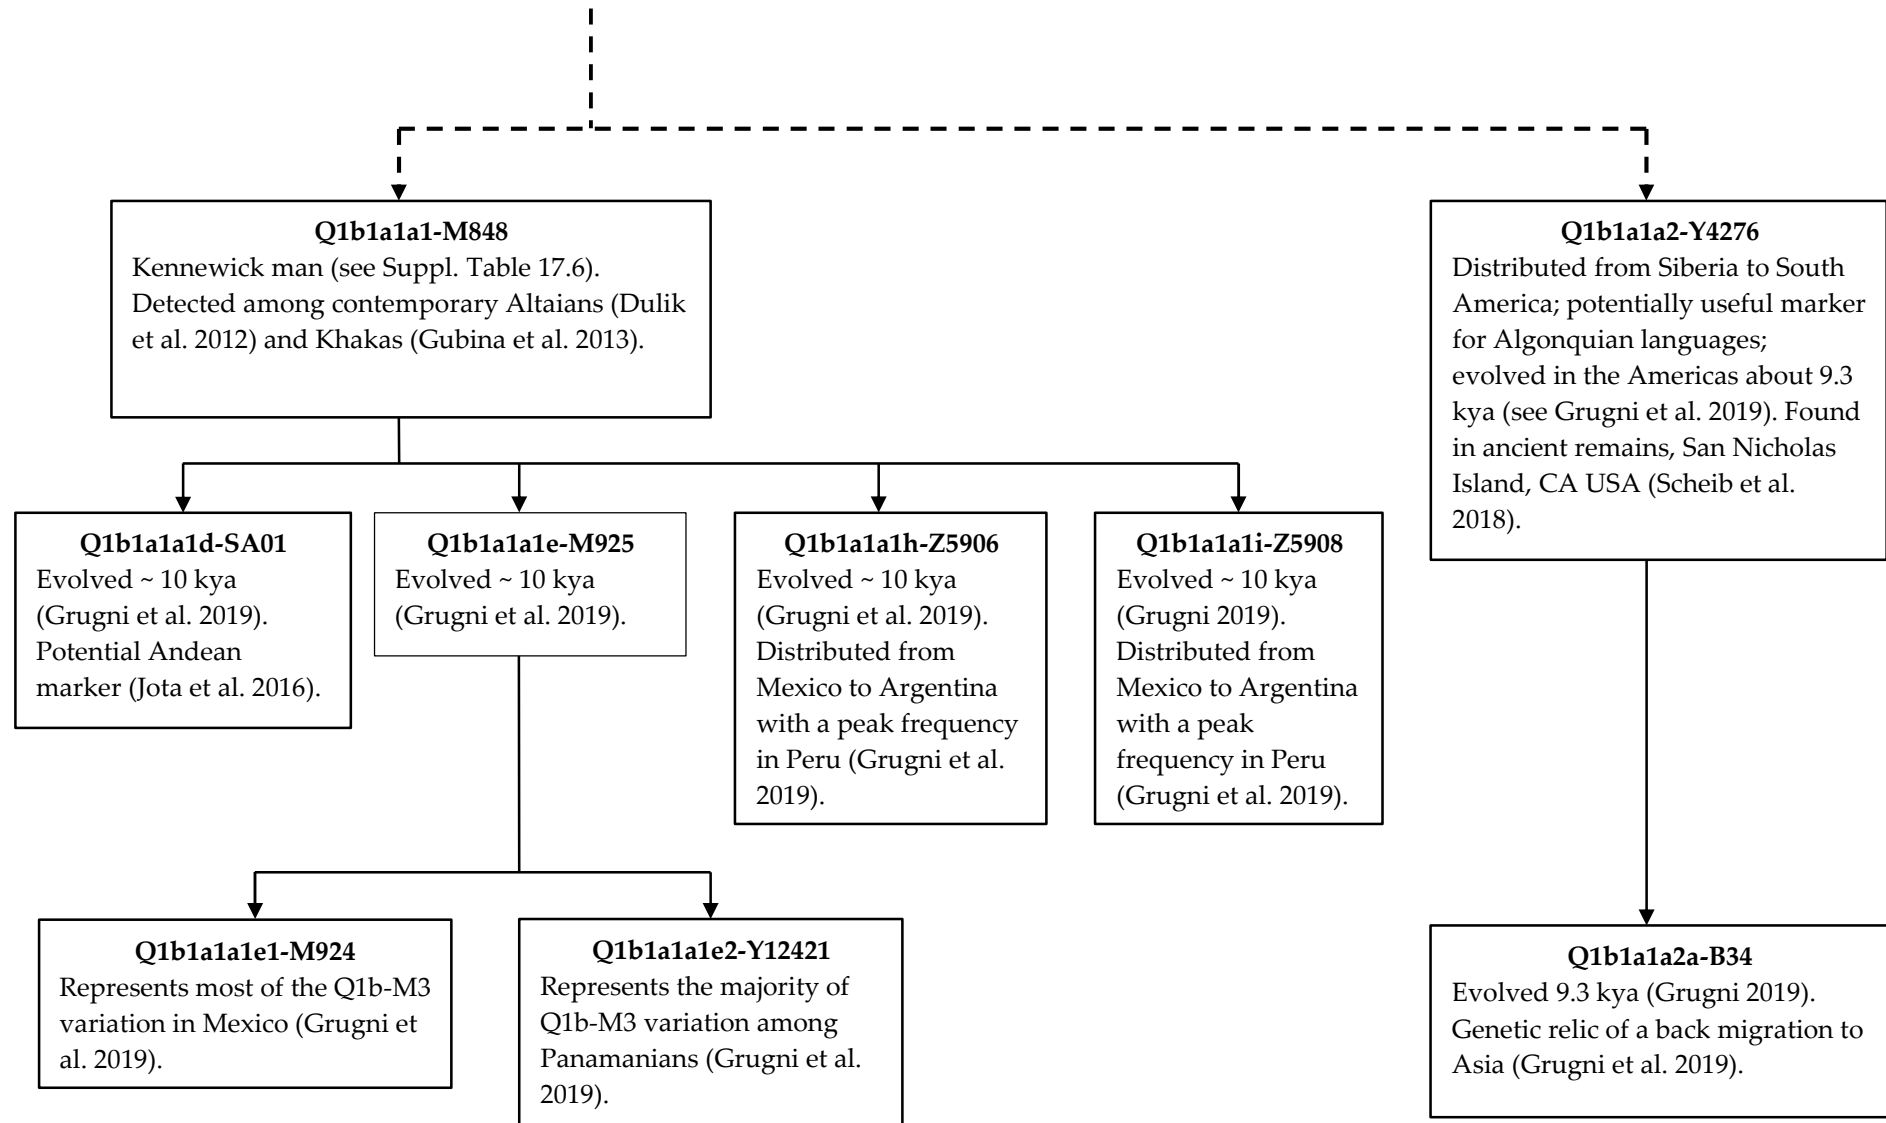 Q1b1a1a1-M848
Kennewick man (see Suppl. Table 17.6).
Detected among contemporary Altaians (Dulik
et al. 2012) and Khakas (Gubina et al. 2013).
Q1b1a1a2-Y4276
Distributed from Siberia to South
America; potentially useful marker
for Algonquian languages;
evolved in the Americas about 9.3
kya (see Grugni et al. 2019). Found
in ancient remains, San Nicholas
Island, CA USA (Scheib et al.
2018).
Q1b1a1a1d-SA01
Evolved ~ 10 kya
(Grugni et al. 2019).
Potential Andean
marker (Jota et al. 2016).
Q1b1a1a1e-M925
Evolved ~ 10 kya
(Grugni et al. 2019).
Q1b1a1a1h-Z5906
Evolved ~ 10 kya
(Grugni et al. 2019).
Distributed from
Mexico to Argentina
with a peak frequency
in Peru (Grugni et al.
2019).
Q1b1a1a1i-Z5908
Evolved ~ 10 kya
(Grugni 2019).
Distributed from
Mexico to Argentina
with a peak
frequency in Peru
(Grugni et al. 2019).
Q1b1a1a1e1-M924
Represents most of the Q1b-M3
variation in Mexico (Grugni et
al. 2019).
Q1b1a1a1e2-Y12421
Represents the majority of
Q1b-M3 variation among
Panamanians (Grugni et al.
2019).
Q1b1a1a2a-B34
Evolved 9.3 kya (Grugni 2019).
Genetic relic of a back migration to
Asia (Grugni et al. 2019).